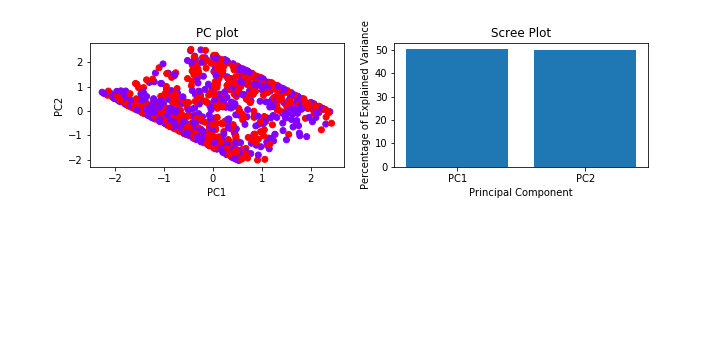 PC plot
PC2
2
1
0
−1
−2
−2 −1 0 1 2
PC1
Scree Plot
Percentage of Explained Variance
50
40
30
20
10
0
PC1 PC2
Principal Component